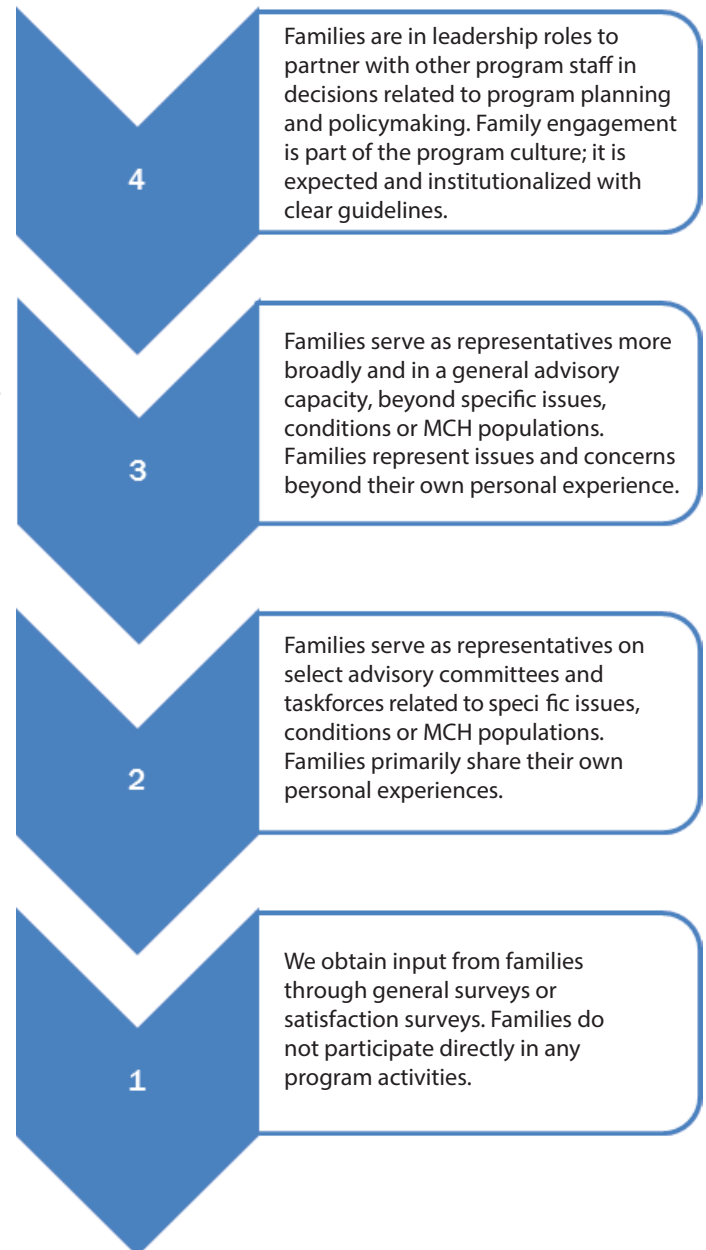 4
Families are in leadership roles to
partner with other program staff in
decisions related to program planning
and policymaking. Family engagement
is part of the program culture; it is
expected and institutionalized with
clear guidelines.
3
Families serve as representatives more
broadly and in a general advisory
capacity, beyond specific issues,
conditions or MCH populations.
Families represent issues and concerns
beyond their own personal experience.
2
Families serve as representatives on
select advisory committees and
taskforces related to speci fic issues,
conditions or MCH populations.
Families primarily share their own
personal experiences.
1
We obtain input from families
through general surveys or
satisfaction surveys. Families do
not participate directly in any
program activities.